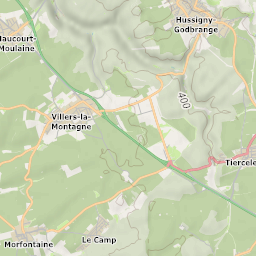 Hussigny-
Godbrange
Haucourt-
Moulaine
400
Villers-la-
Montagne
Tiercele
Le Camp
Morfontaine